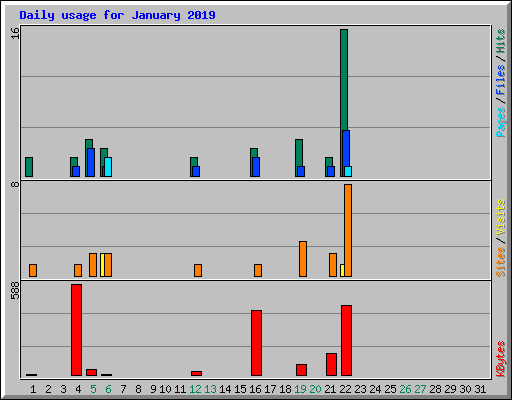 Daily usage for January 2019
16
Pages / Files / Hits
8
Sites / Visits
588
KBytes
1 2 3 4 5 6 7 8 9 10 11 12 13 14 15 16 17 18 19 20 21 22 23 24 25 26 27 28 29 30 31